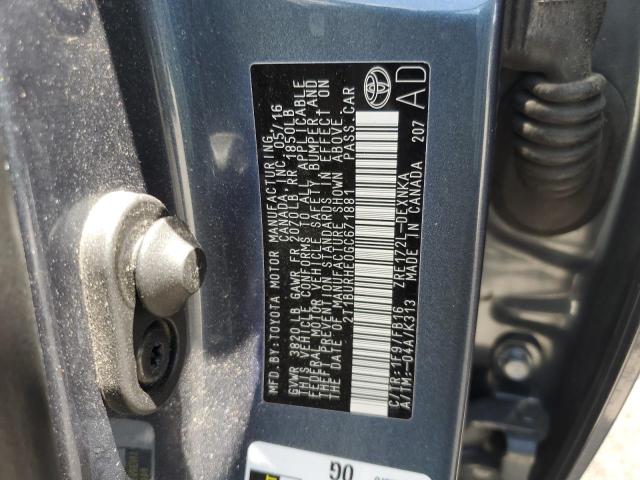 MFD.BY:TOYOTA MOTOR MANUFACTURING
CANADA, INC. 05/16
GVWR 3820 LB GAWR FR 2021LB RR 1850LB
THIS VEHICLE CONFORMS TO ALL APPLICABLE
FEDERAL MOTOR VEHICLE SAFETY, BUMPER AND
THEFT PREVENTION STANDARDS IN EFFECT ON
THE DATE OF MANUFACTURE SHOWN ABOVE.
2T1BURHE0GC671881 PASS.CAR
C/TR:1F9/FB16 ZRE172L-DEXNKA
A/TM:-04A/K313 MADE IN CANADA 207
AD
0G